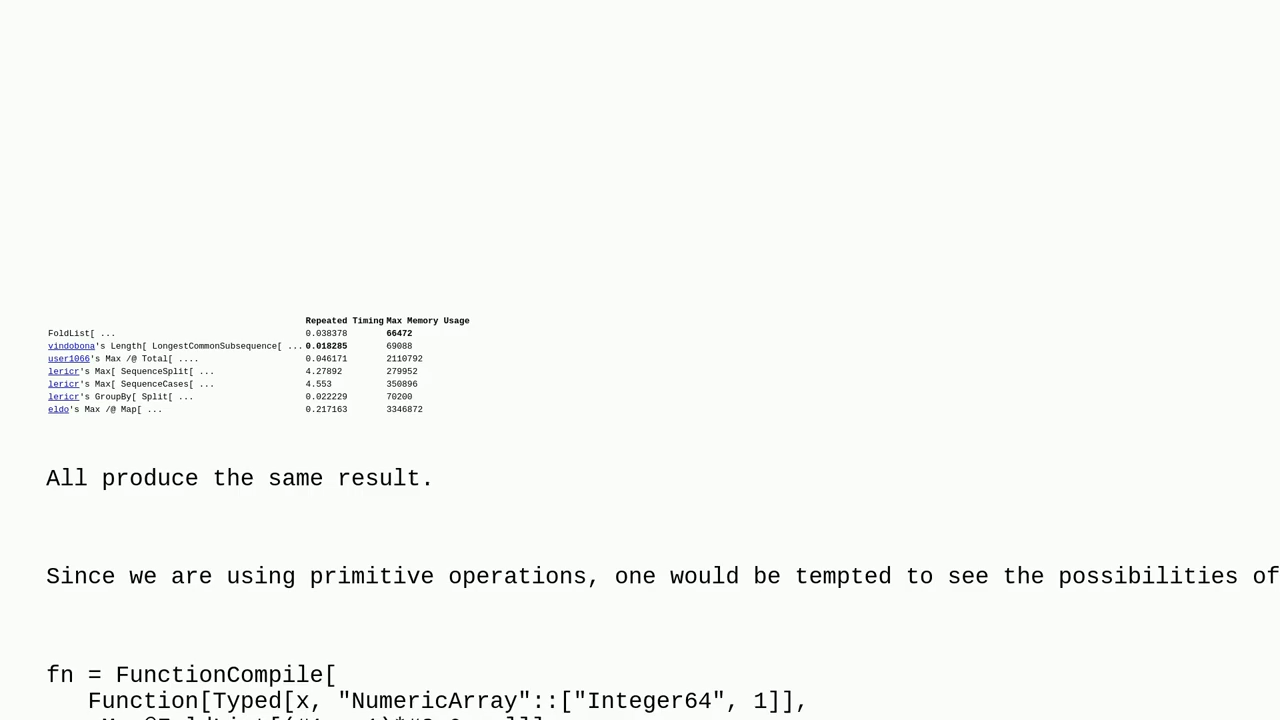 Repeated Timing Max Memory Usage
FoldList[ ... 0.038378 66472
vindobona's Length[ LongestCommonSubsequence[ ... 0.018285 69088
user1066's Max /@ Total[ .... 0.046171 2110792
lericr's Max[ SequenceSplit[ ... 4.27892 279952
lericr's Max[ SequenceCases[ ... 4.553 350896
lericr's GroupBy[ Split[ ... 0.022229 70200
eldo's Max /@ Map[ ... 0.217163 3346872
All produce the same result.
Since we are using primitive operations, one would be tempted to see the possibilities of
fn = FunctionCompile[
Function[Typed[x, "NumericArray"::["Integer64", 1]],